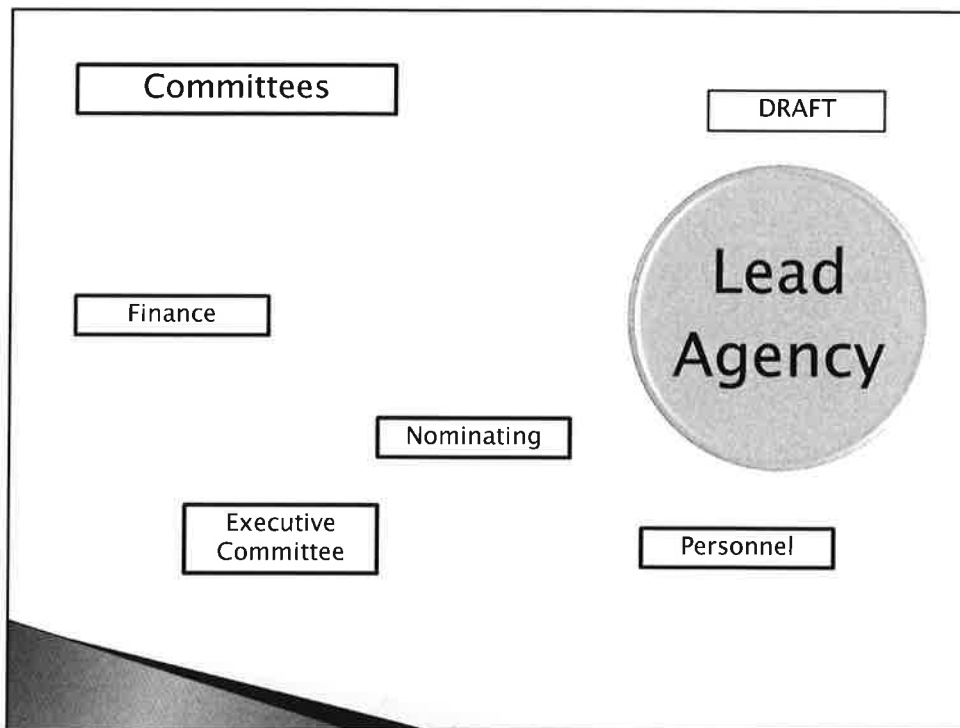 Committees
DRAFT
Lead
Agency
Finance
Nominating
Executive
Committee
Personnel